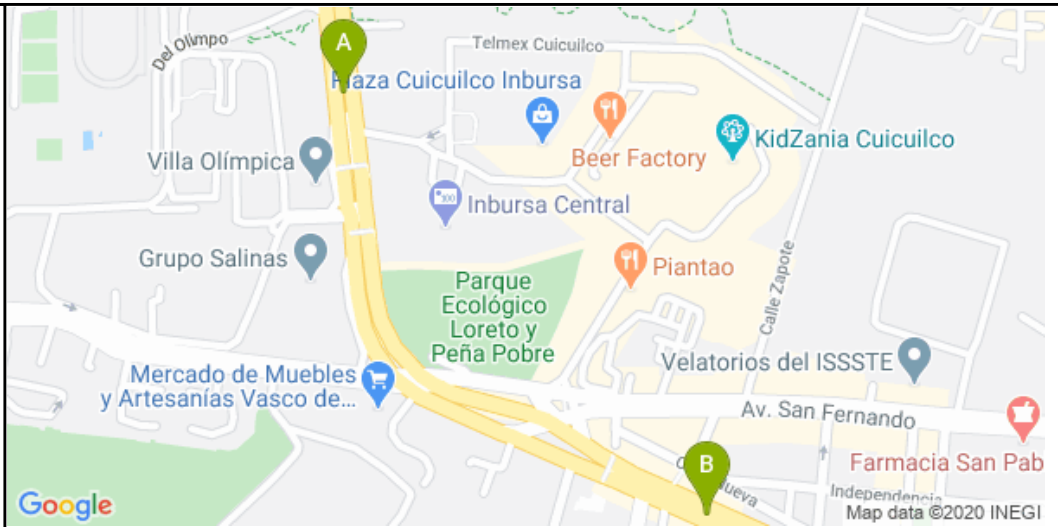 A
Del Olimpo
Telmex Cuicuilco
Plaza Cuicuilco Inbursa
KidZania Cuicuilco
Beer Factory
Villa Olímpica
Inbursa Central
Grupo Salinas
Piantao
Calle Zapote
Parque
Ecológico
Loreto y
Peña Pobre
Velatorios del ISSSTE
Mercado de Muebles
y Artesanías Vasco de...
Av. San Fernando
B
Farmacia San Pab
Independencia
Google
Map data ©2020 INEGI